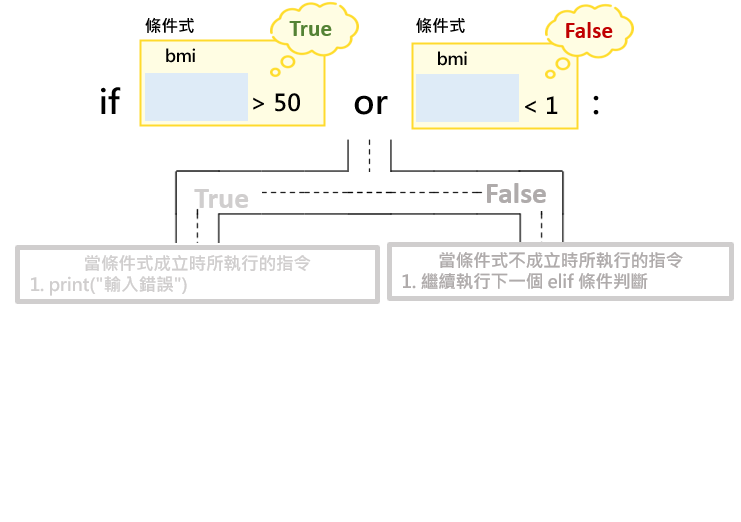 條件式
True
條件式
False
bmi
bmi
if > 50 or < 1 :
True
False
當條件式成立時所執行的指令
1. print("輸入錯誤")
當條件式不成立時所執行的指令
1. 繼續執行下一個 elif 條件判斷